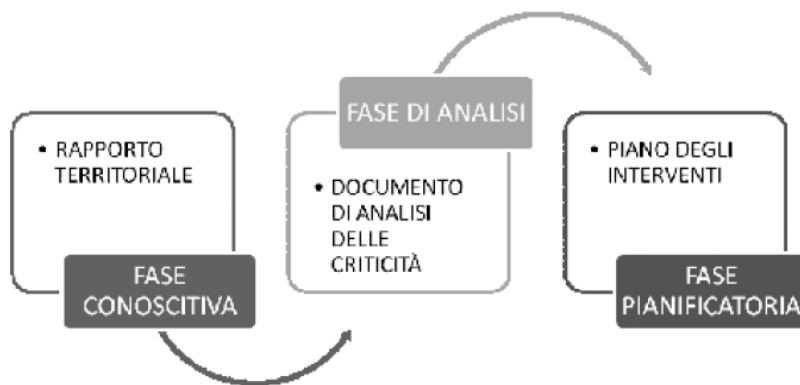 • RAPPORTO
TERRITORIALE
FASE
CONOSCITIVA
FASE DI ANALISI
• DOCUMENTO
DI ANALISI
DELLE
CRITICITÀ
• PIANO DEGLI
INTERVENTI
FASE
PIANIFICATORIA